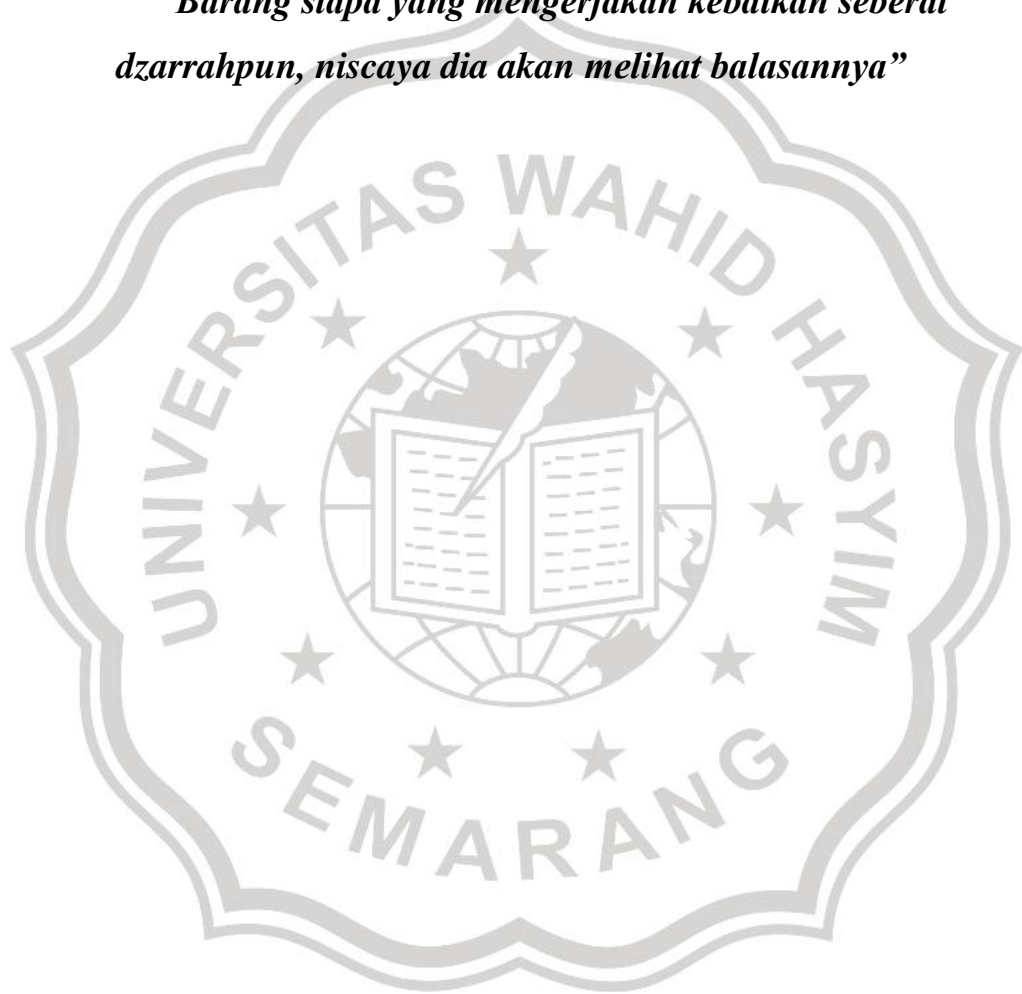 Barang siapa yang mengerjakan kebaikan seberat
dzarrahpun, niscaya dia akan melihat balasannya”
UNIVERSITAS WAHID HASYIM
SEMARANG